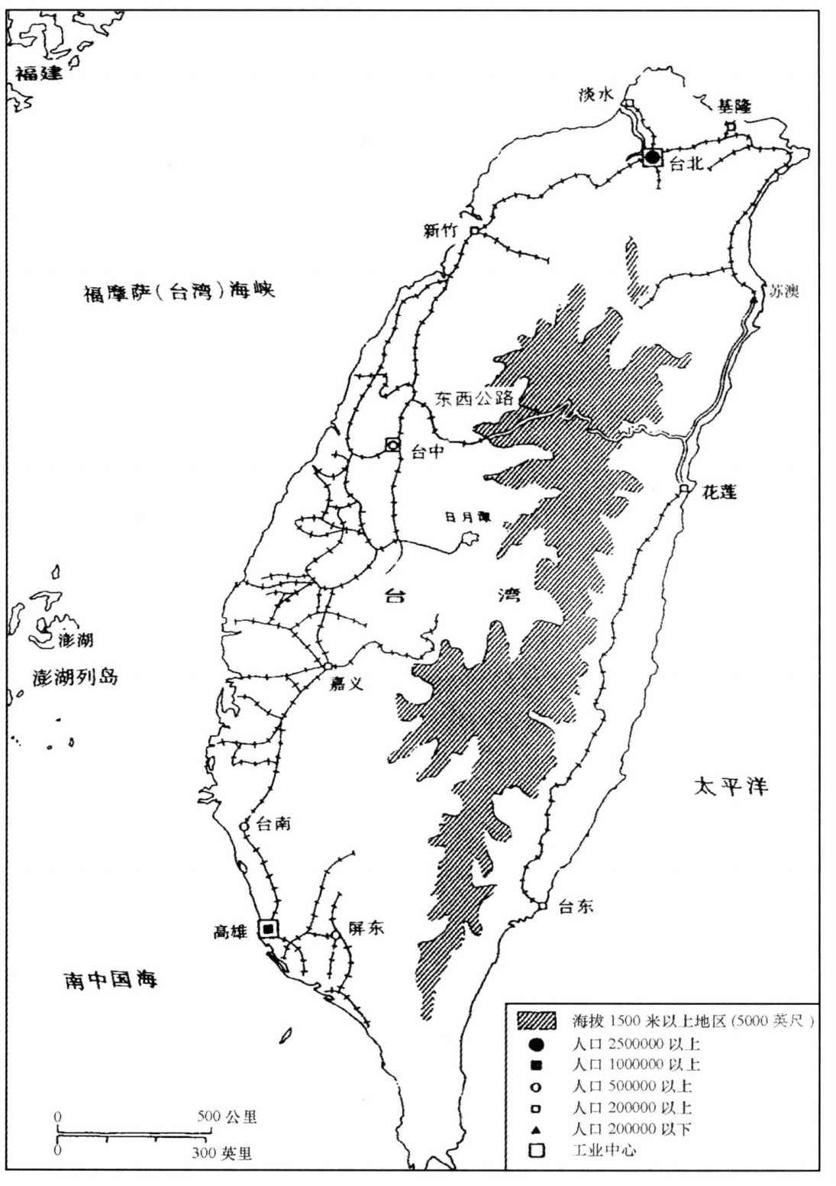 福建
淡水
基隆
台北
新竹
福摩萨(台湾)海峡
苏澳
东西公路
台中
花莲
日月潭
台湾
澎湖
澎湖列岛
嘉义
太平洋
台南
台东
高雄
屏东
南中国海
海拔 1500 米以上地区(5000 英尺)
人口 2500000 以上
人口 1000000 以上
人口 500000 以上
人口 200000 以上
人口 200000 以下
工业中心
0 500 公里
0 300 英里